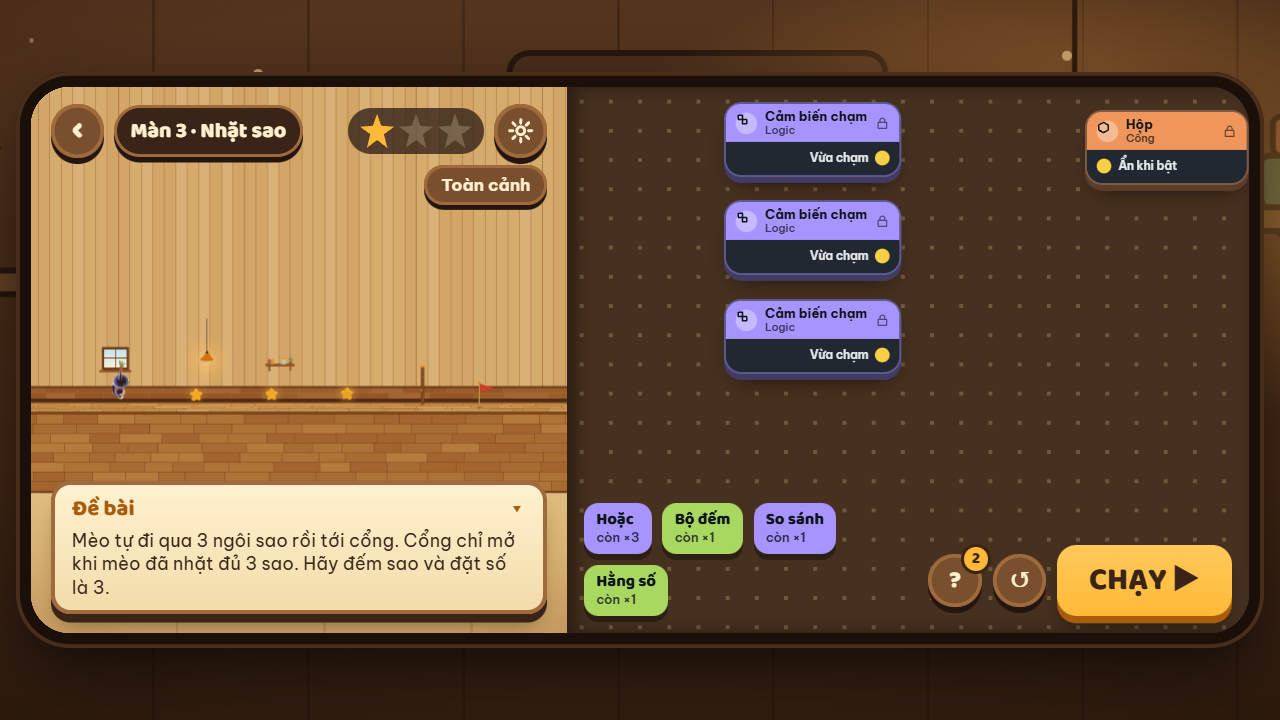 Màn 3 • Nhặt sao
Toàn cảnh
Đề bài
Mèo tự đi qua 3 ngôi sao rồi tới cổng. Cổng chỉ mở
khi mèo đã nhặt đủ 3 sao. Hãy đếm sao và đặt số
là 3.
Cảm biến chạm
Logic
Vừa chạm
Cảm biến chạm
Logic
Vừa chạm
Cảm biến chạm
Logic
Vừa chạm
Hộp
Cổng
Ẩn khi bật
Hoặc
còn ×3
Bộ đếm
còn ×1
So sánh
còn ×1
Hằng số
còn ×1
?
2
CHẠY